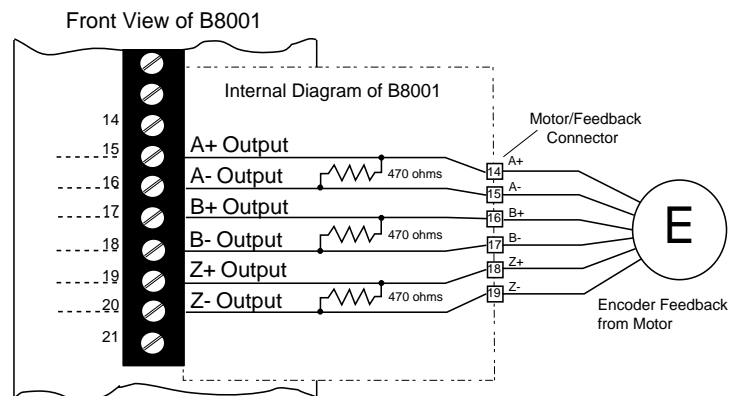 Front View of B8001
Internal Diagram of B8001
Motor/Feedback
Connector
14
15
16
17
18
19
20
21
A+ Output
A- Output
B+ Output
B- Output
Z+ Output
Z- Output
470 ohms
470 ohms
470 ohms
14 A+
15 A-
16 B+
17 B-
18 Z+
19 Z-
E
Encoder Feedback
from Motor